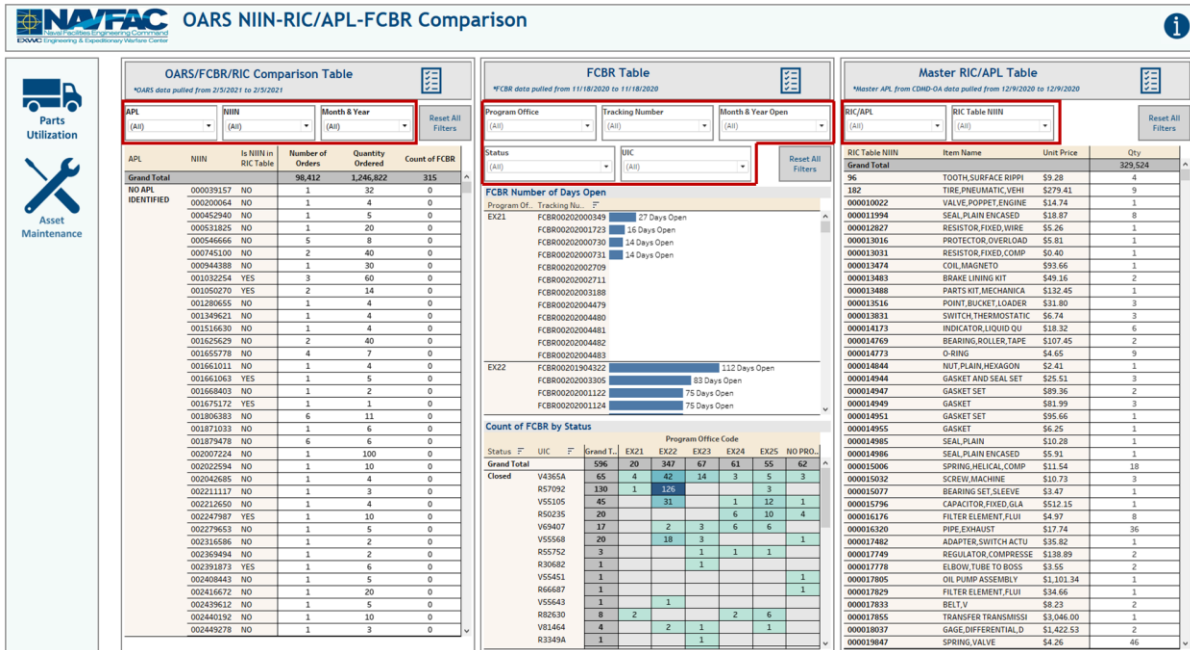 NAVFAC
Naval Facilities Engineering Command
EXWC Engineering & Expeditionary Warfare Center
OARS NIIN-RIC/APL-FCBR Comparison
i
Parts
Utilization
Asset
Maintenance
OARS/FCBR/RIC Comparison Table
*OARS data pulled from 2/5/2021 to 2/5/2021
APL NIIN Month & Year
(All) (All) (All)
Reset All
Filters
APL NIIN Is NIIN in RIC Table Number of Orders Quantity Ordered Count of FCBR
Grand Total 98,412 1,246,822 315
NO APL IDENTIFIED 000039157 NO 1 32 0
000200064 NO 1 4 0
000452940 NO 1 5 0
000531825 NO 1 20 0
000546666 NO 5 8 0
000745100 NO 2 40 0
000944388 NO 1 30 0
001032254 YES 3 60 0
001050270 YES 2 14 0
001280655 NO 1 4 0
001349621 NO 1 4 0
001516630 NO 1 4 0
001625629 NO 2 40 0
001655778 NO 4 7 0
001661011 NO 1 4 0
001661063 YES 1 5 0
001668403 NO 1 2 0
001675172 YES 1 1 0
001806383 NO 6 11 0
001871033 NO 1 6 0
001879478 NO 6 6 0
002007224 NO 1 100 0
002022594 NO 1 10 0
002042685 NO 1 4 0
002211117 NO 1 3 0
002212650 NO 1 4 0
002247987 YES 1 10 0
002279653 NO 1 5 0
002316586 NO 1 2 0
002369494 NO 1 2 0
002391873 YES 1 6 0
002408443 NO 1 5 0
002416672 NO 1 20 0
002439612 NO 1 5 0
002440192 NO 1 10 0
002449278 NO 1 3 0
FCBR Table
*FCBR data pulled from 11/18/2020 to 11/18/2020
Program Office Tracking Number Month & Year Open
(All) (All) (All)
Status UIC
(All) (All)
Reset All
Filters
FCBR Number of Days Open
Program Of.. Tracking Nu..
EX21 FCBR00202000349 27 Days Open
FCBR00202001723 16 Days Open
FCBR00202000730 14 Days Open
FCBR00202000731 14 Days Open
FCBR00202002709
FCBR00202002711
FCBR00202003188
FCBR00202004479
FCBR00202004480
FCBR00202004481
FCBR00202004482
FCBR00202004483
EX22 FCBR00201904322 112 Days Open
FCBR00202003305 83 Days Open
FCBR00202001122 75 Days Open
FCBR00202001124 75 Days Open
Count of FCBR by Status
Program Office Code
Status UIC Grand T.. EX21 EX22 EX23 EX24 EX25 NO PRO..
Grand Total 596 20 347 67 61 55 62
Closed V4365A 65 4 42 14 3 5 3
R57092 130 1 126 3
V55105 45 31 1 12 1
R50235 20 6 10 4
V69407 17 2 3 6 6
V55568 20 18 3 1
R55752 3 1 1 1
R30682 1 1
V55451 1 1
R66687 1 1
V55643 1 1
R82630 8 2 2 6
V81464 4 2 1 1
R3349A 1 1
Master RIC/APL Table
*Master APL from CDMD-OA data pulled from 12/9/2020 to 12/9/2020
RIC/APL RIC Table NIIN
(All) (All)
Reset All
Filters
RIC Table NIIN Item Name Unit Price Qty
Grand Total 329,524
96 TOOTH,SURFACE RIPPI $9.28 4
182 TIRE,PNEUMATIC,VEHI $279.41 9
000010022 VALVE,POPPET,ENGINE $14.74 1
000011994 SEAL,PLAIN ENCASED $18.87 8
000012827 RESISTOR,FIXED,WIRE $5.26 1
000013016 PROTECTOR,OVERLOAD $5.81 1
000013031 RESISTOR,FIXED,COMP $0.40 1
000013474 COIL,MAGNETO $93.66 1
000013483 BRAKE LINING KIT $49.16 2
000013488 PARTS KIT,MECHANICA $132.45 1
000013516 POINT,BUCKET,LOADER $31.80 3
000013831 SWITCH,THERMOSTATIC $6.74 3
000014173 INDICATOR,LIQUID QU $18.32 6
000014769 BEARING,ROLLER,TAPE $107.45 2
000014773 O-RING $4.65 9
000014844 NUT,PLAIN,HEXAGON $2.41 1
000014944 GASKET AND SEAL SET $25.51 3
000014947 GASKET SET $89.36 2
000014949 GASKET $81.99 3
000014951 GASKET SET $95.66 1
000014955 GASKET $6.25 1
000014985 SEAL,PLAIN $10.28 1
000014986 SEAL,PLAIN ENCASED $5.91 1
000015006 SPRING,HELICAL,COMP $11.54 18
000015032 SCREW,MACHINE $10.73 3
000015077 BEARING SET,SLEEVE $3.47 1
000015796 CAPACITOR,FIXED,GLA $512.15 1
000016176 FILTER ELEMENT,FLUI $4.97 8
000016320 PIPE,EXHAUST $17.74 36
000017482 ADAPTER,SWITCH ACTU $35.82 1
000017749 REGULATOR,COMPRESSE $138.89 2
000017778 ELBOW,TUBE TO BOSS $3.55 2
000017805 OIL PUMP ASSEMBLY $1,101.34 1
000017829 FILTER ELEMENT,FLUI $34.66 1
000017833 BELT,V $8.23 2
000017855 TRANSFER TRANSMISSI $3,046.00 1
000018037 GAGE,DIFFERENTIAL,D $1,422.53 2
000019847 SPRING,VALVE $4.26 46